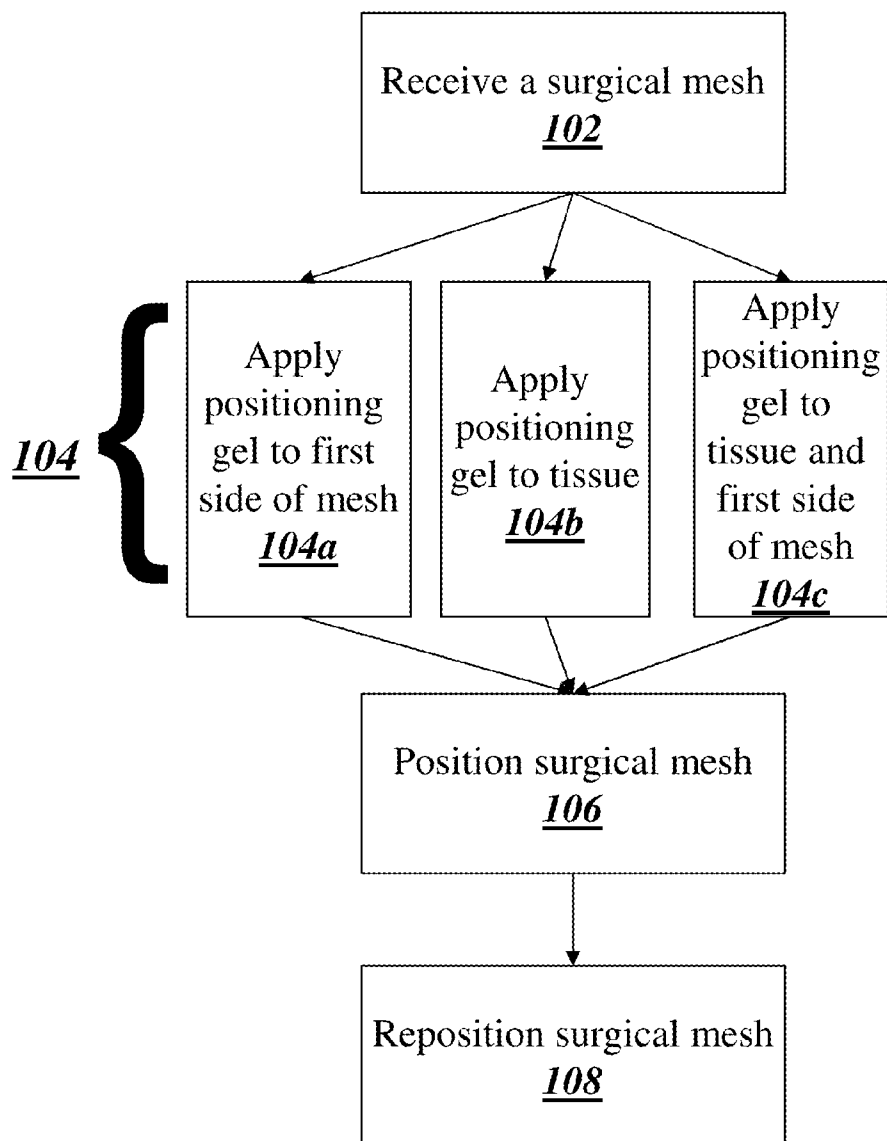 Receive a surgical mesh
102
104
Apply
positioning
gel to first
side of mesh
104a
Apply
positioning
gel to tissue
104b
Apply
positioning
gel to
tissue and
first side
of mesh
104c
Position surgical mesh
106
Reposition surgical mesh
108